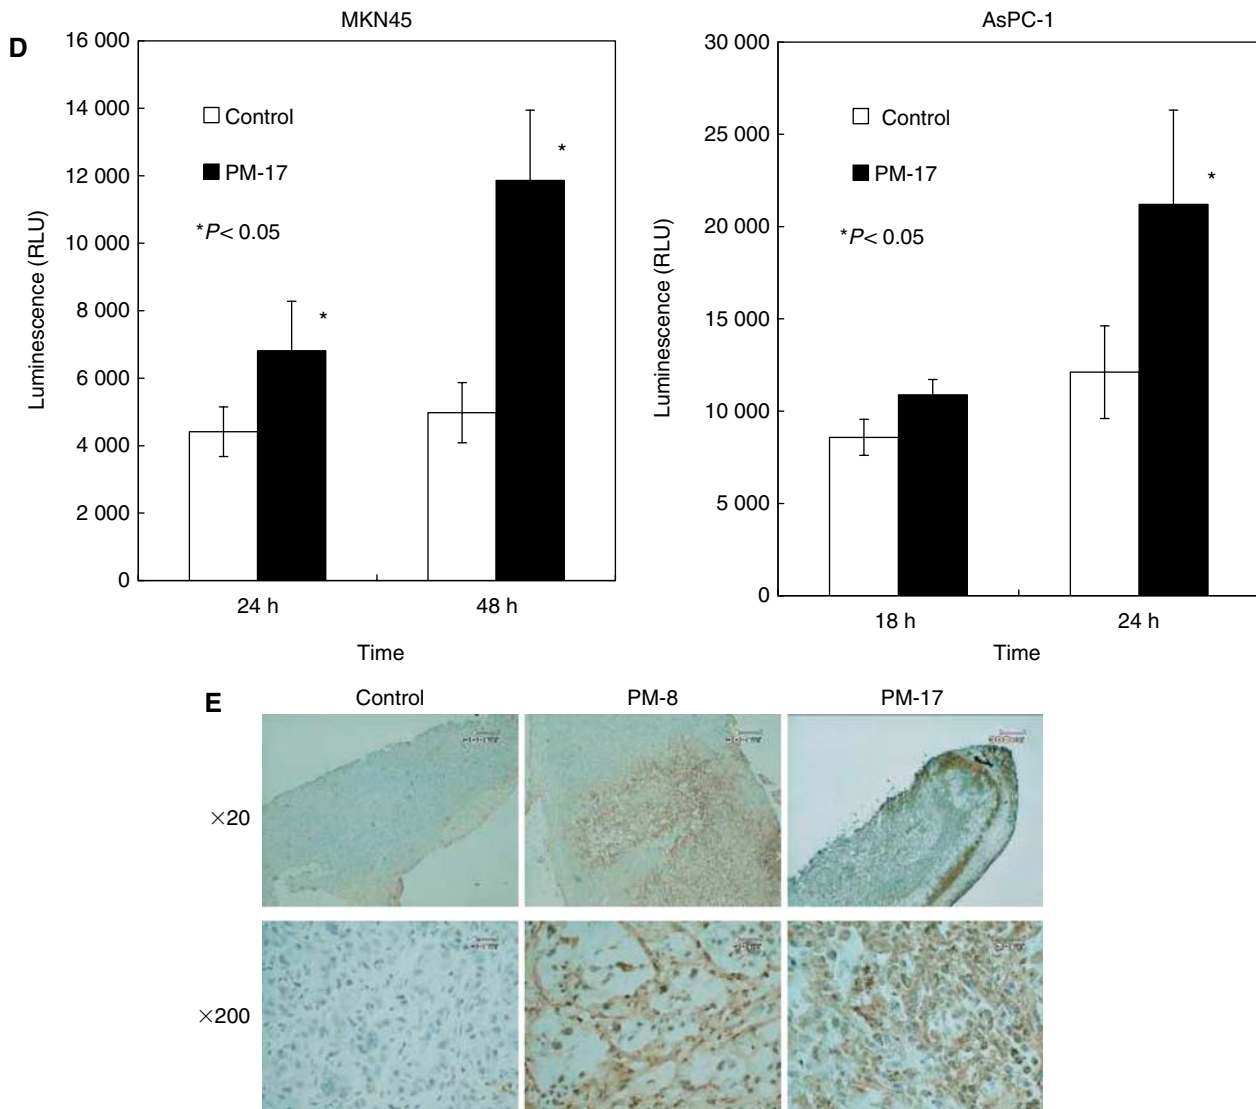 D
MKN45
16 000
14 000
12 000
10 000
8 000
6 000
4 000
2 000
0
Luminescence (RLU)
Control
PM-17
*P< 0.05
*
*
24 h
48 h
Time
AsPC-1
30 000
25 000
20 000
15 000
10 000
5 000
0
Luminescence (RLU)
Control
PM-17
*P< 0.05
*
18 h
24 h
Time
E
Control
PM-8
PM-17
×20
×200